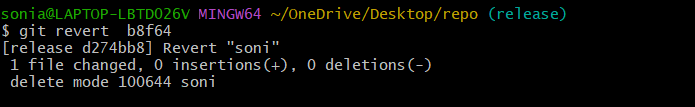 sonia@LAPTOP-LBTDO26V MINGW64 ~/OneDrive/Desktop/repo (release)
$ git revert  b8f64
[release d274bb8] Revert "soni"
 1 file changed, 0 insertions(+), 0 deletions(-)
 delete mode 100644 soni